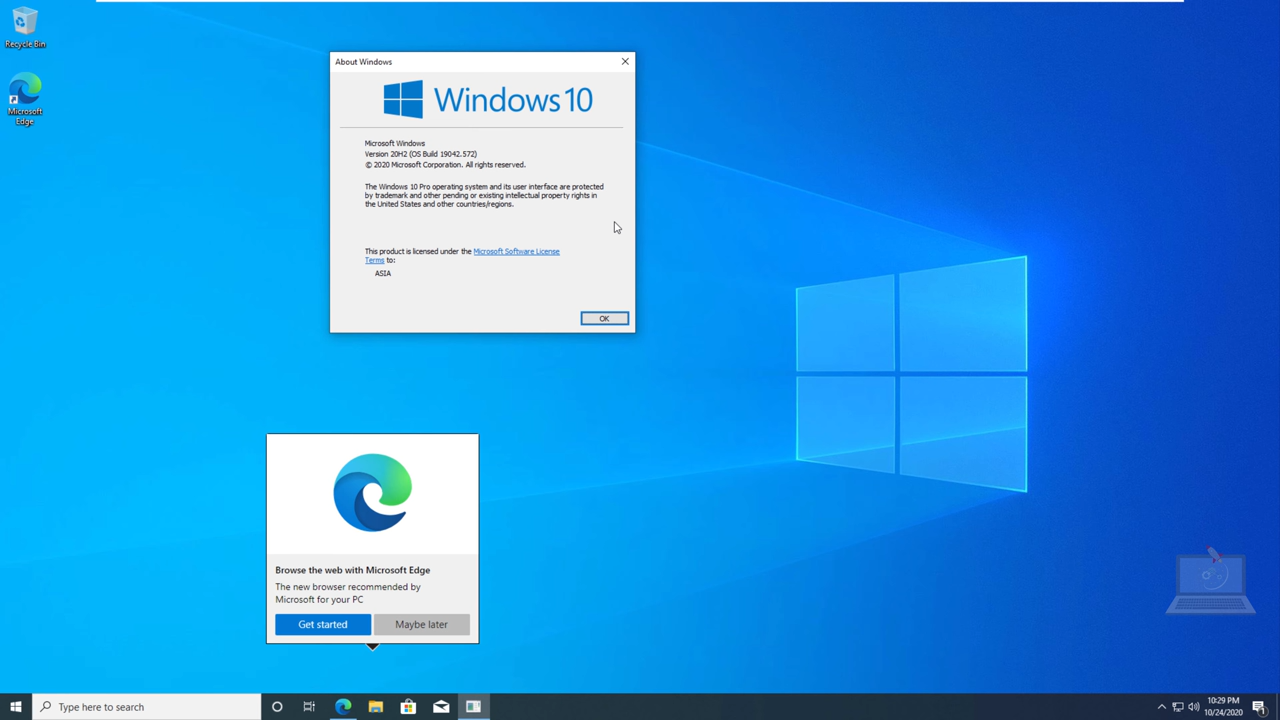 Recycle Bin
Microsoft
Edge
About Windows
Windows 10
Microsoft Windows
Version 20H2 (OS Build 19042.572)
© 2020 Microsoft Corporation. All rights reserved.
The Windows 10 Pro operating system and its user interface are protected
by trademark and other pending or existing intellectual property rights in
the United States and other countries/regions.
This product is licensed under the Microsoft Software License
Terms to:
ASIA
OK
Browse the web with Microsoft Edge
The new browser recommended by
Microsoft for your PC
Get started
Maybe later
Type here to search
10:29 PM
10/24/2020
1